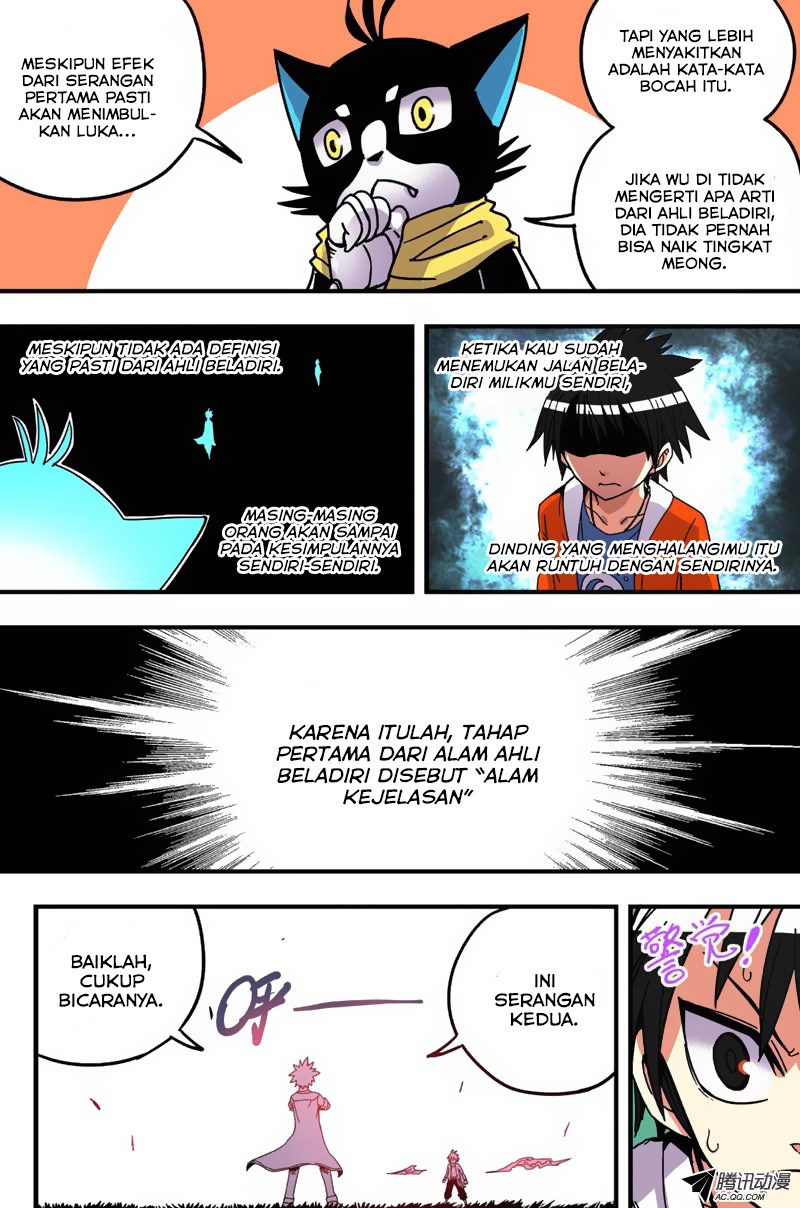 MESKIPUN EFEK
DARI SERANGAN
PERTAMA PASTI
AKAN MENIMBUL-
KAN LUKA...
TAPI YANG LEBIH
MENYAKITKAN
ADALAH KATA-KATA
BOCAH ITU.
JIKA WU DI TIDAK
MENGERTI APA ARTI
DARI AHLI BELADIRI,
DIA TIDAK PERNAH
BISA NAIK TINGKAT
MEONG.
MESKIPUN TIDAK ADA DEFINISI
YANG PASTI DARI AHLI BELADIRI.
MASING-MASING
ORANG AKAN SAMPAI
PADA KESIMPULANNYA
SENDIRI-SENDIRI.
KETIKA KAU SUDAH
MENEMUKAN JALAN BELA-
DIRI MILIKMU SENDIRI,
DINDING YANG MENGHALANGIMU ITU
AKAN RUNTUH DENGAN SENDIRINYA.
KARENA ITULAH, TAHAP
PERTAMA DARI ALAM AHLI
BELADIRI DISEBUT “ALAM
KEJELASAN”
BAIKLAH,
CUKUP
BICARANYA.
呼——
INI
SERANGAN
KEDUA.
警觉!
腾讯动漫
AC.QQ.COM